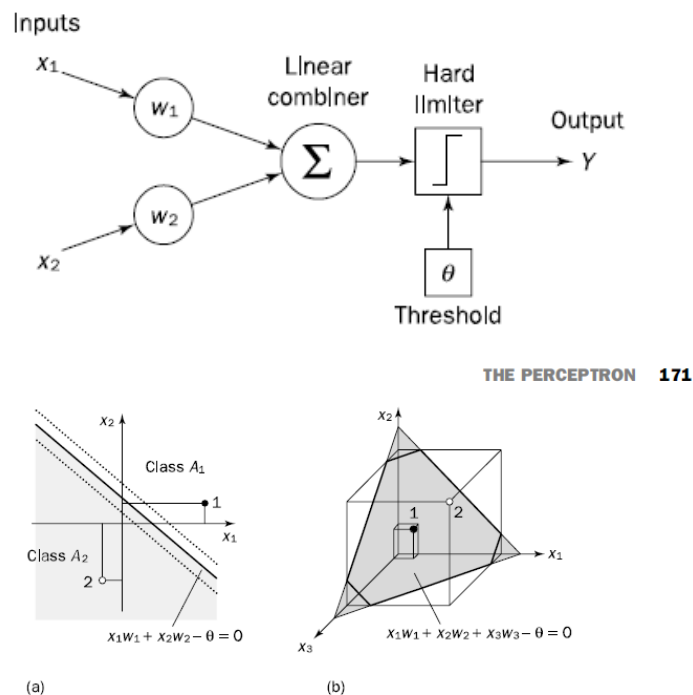 Inputs
x1
w1
Linear
combiner
Hard
limiter
Output
Σ
Y
w2
x2
θ
Threshold
THE PERCEPTRON 171
x2
Class A1
1
x1
Class A2
2
x1w1 + x2w2 − θ = 0
(a)
x2
1
2
x1
x3
x1w1 + x2w2 + x3w3 − θ = 0
(b)